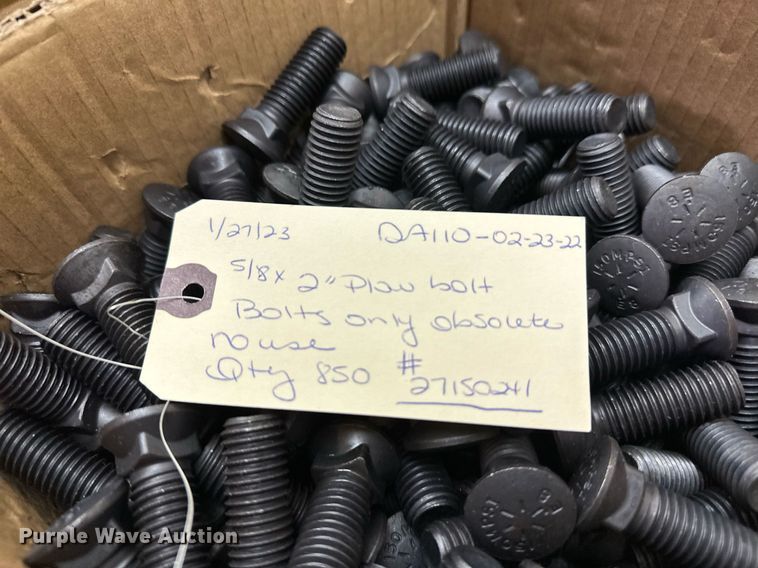 1/27/23 DA110-02-23-22
5/8 x 2" Plow bolt
Bolts only obsolete
no use
Qty 850 # 27150241
Purple Wave Auction